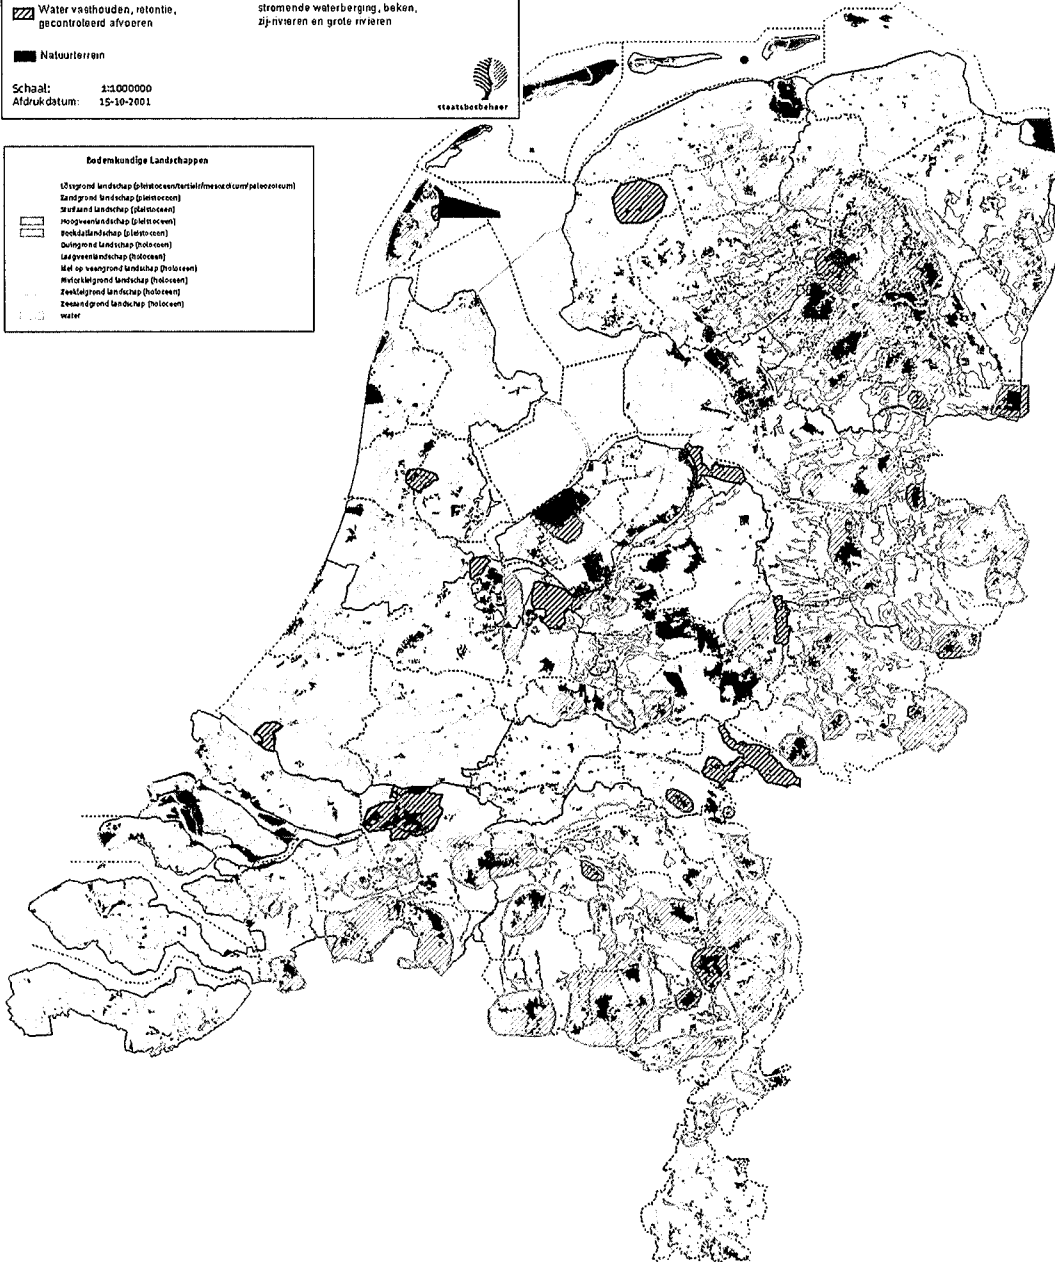 Water vasthouden, retentie,
gecontroleerd afvoeren
stromende waterberging, beken,
zij-rivieren en grote rivieren
Natuurterrein
Schaal: 1:1000000
Afdrukdatum: 15-10-2001
staatsbosbeheer
Bodemkundige Landschappen
Lössgrond landschap (pleistoceen/tertiair/mesozoicum/paleozoicum)
Zandgrond landschap (pleistoceen)
Stufzand landschap (pleistoceen)
Hoogveenlandschap (pleistoceen)
Beekdallandschap (pleistoceen)
Duingrond landschap (holoceen)
Laagveenlandschap (holoceen)
Klei op veengrond landschap (holoceen)
Rivierkleigrond landschap (holoceen)
Zeekleigrond landschap (holoceen)
Zeezandgrond landschap (holoceen)
water